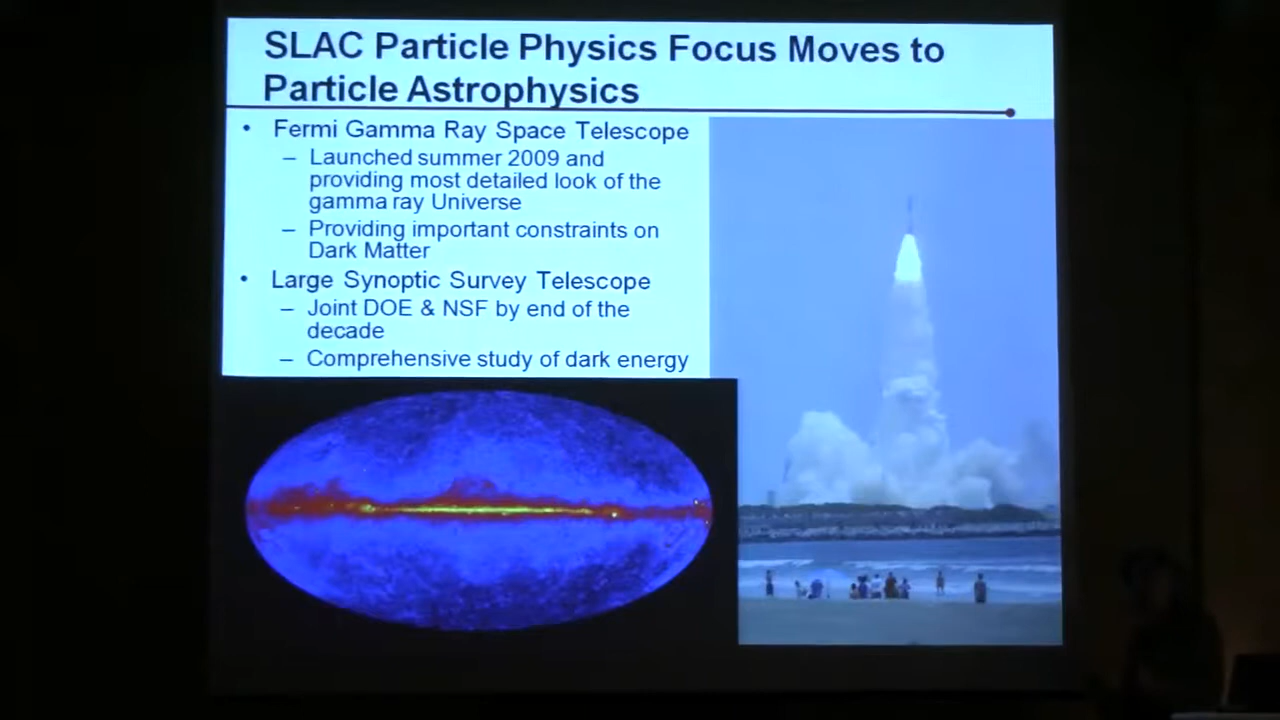 SLAC Particle Physics Focus Moves to
Particle Astrophysics
• Fermi Gamma Ray Space Telescope
– Launched summer 2009 and
providing most detailed look of the
gamma ray Universe
– Providing important constraints on
Dark Matter
• Large Synoptic Survey Telescope
– Joint DOE & NSF by end of the
decade
– Comprehensive study of dark energy